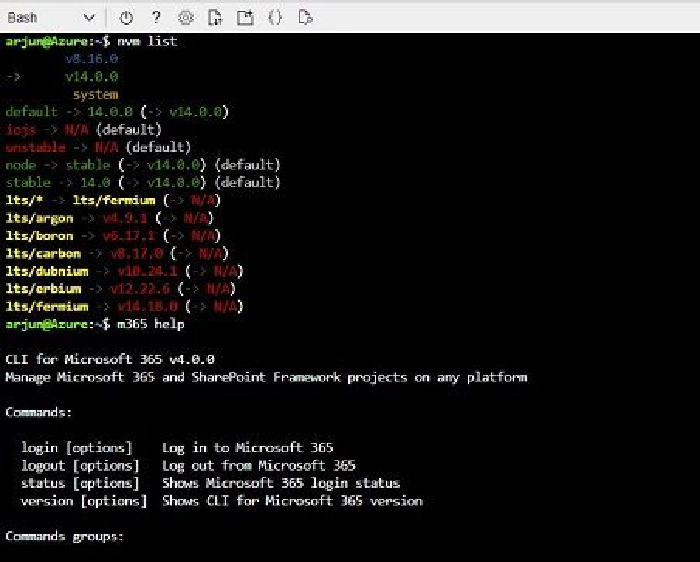 Bash
arjun@Azure:~$ nvm list
v8.16.0
-> v14.0.0
system
default -> 14.0.0 (-> v14.0.0)
iojs -> N/A (default)
unstable -> N/A (default)
node -> stable (-> v14.0.0) (default)
stable -> 14.0 (-> v14.0.0) (default)
lts/* -> lts/fermium (-> N/A)
lts/argon -> v4.9.1 (-> N/A)
lts/boron -> v6.17.1 (-> N/A)
lts/carbon -> v8.17.0 (-> N/A)
lts/dubnium -> v10.24.1 (-> N/A)
lts/erbium -> v12.22.6 (-> N/A)
lts/fermium -> v14.18.0 (-> N/A)
arjun@Azure:~$ m365 help
CLI for Microsoft 365 v4.0.0
Manage Microsoft 365 and SharePoint Framework projects on any platform
Commands:
login [options] Log in to Microsoft 365
logout [options] Log out from Microsoft 365
status [options] Shows Microsoft 365 login status
version [options] Shows CLI for Microsoft 365 version
Commands groups: